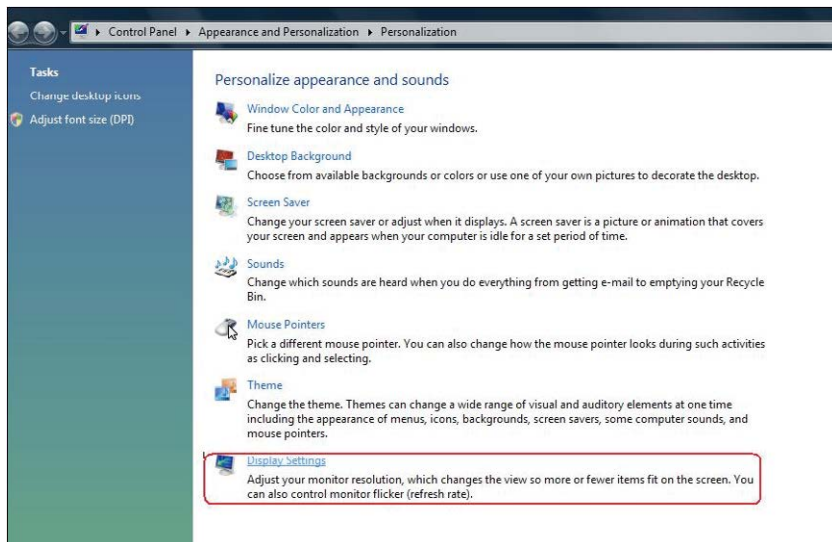 Control Panel ▸ Appearance and Personalization ▸ Personalization
Tasks
Change desktop icons
Adjust font size (DPI)
Personalize appearance and sounds
Window Color and Appearance
Fine tune the color and style of your windows.
Desktop Background
Choose from available backgrounds or colors or use one of your own pictures to decorate the desktop.
Screen Saver
Change your screen saver or adjust when it displays. A screen saver is a picture or animation that covers
your screen and appears when your computer is idle for a set period of time.
Sounds
Change which sounds are heard when you do everything from getting e-mail to emptying your Recycle
Bin.
Mouse Pointers
Pick a different mouse pointer. You can also change how the mouse pointer looks during such activities
as clicking and selecting.
Theme
Change the theme. Themes can change a wide range of visual and auditory elements at one time
including the appearance of menus, icons, backgrounds, screen savers, some computer sounds, and
mouse pointers.
Display Settings
Adjust your monitor resolution, which changes the view so more or fewer items fit on the screen. You
can also control monitor flicker (refresh rate).